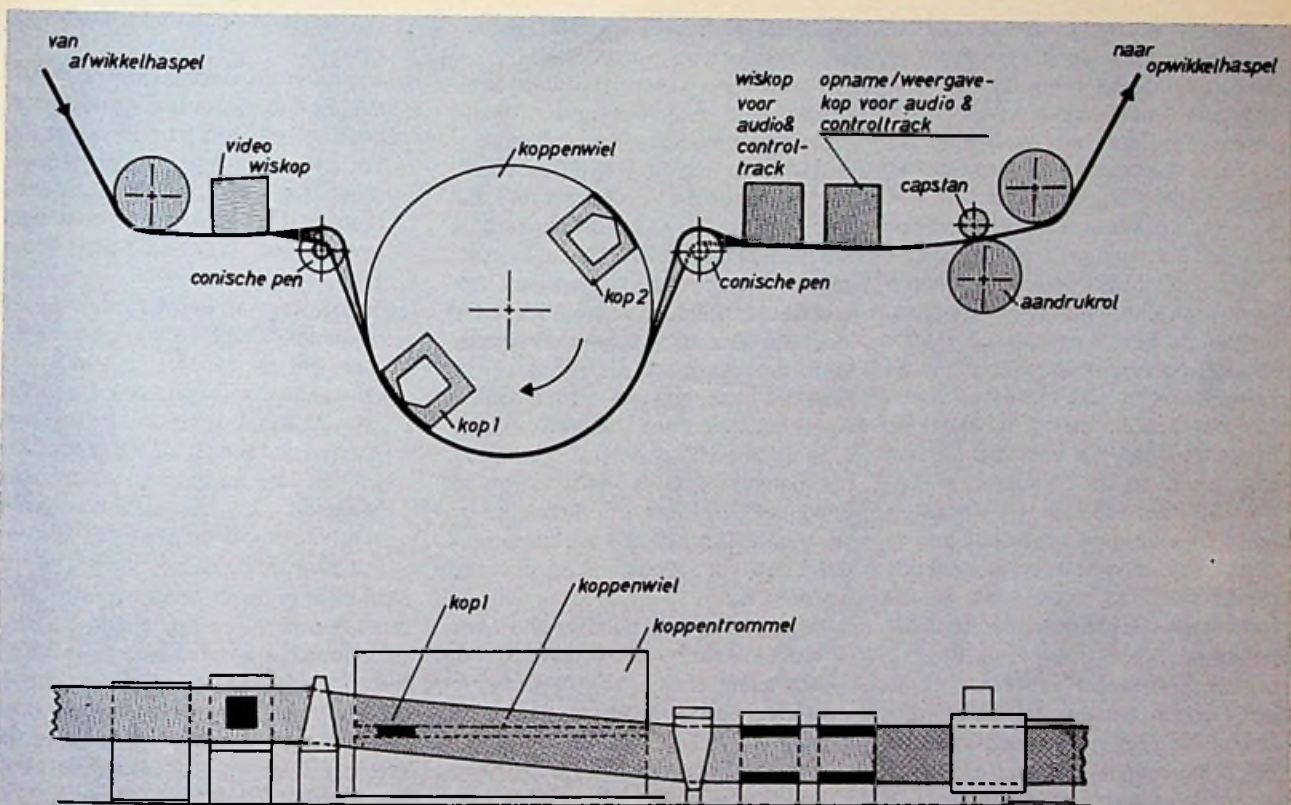 van
afwikkelhaspel
video
wiskop
koppenwiel
kop 2
kop 1
conische pen
conische pen
wiskop
voor
audio &
control-
track
opname/weergave-
kop voor audio &
controltrack
capstan
aandrukrol
naar
opwikkelhaspel
kop 1
koppenwiel
koppentrommel